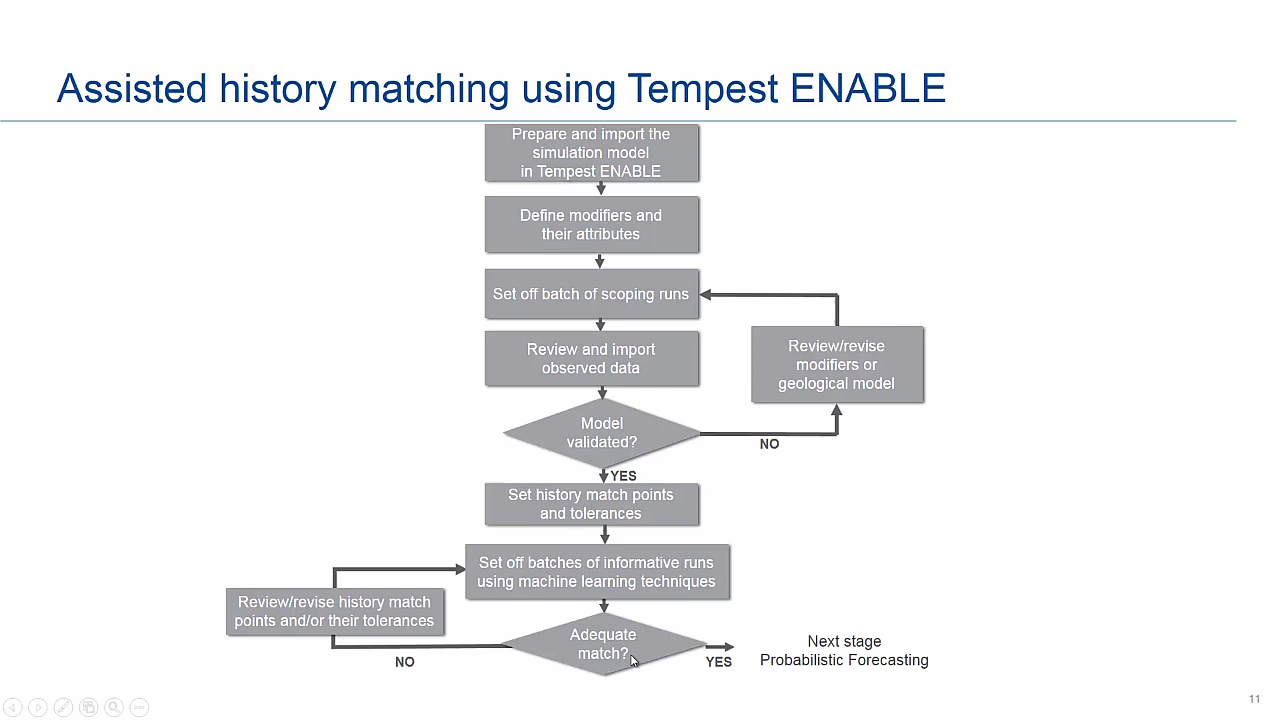 Assisted history matching using Tempest ENABLE
Prepare and import the
simulation model
in Tempest ENABLE
Define modifiers and
their attributes
Set off batch of scoping runs
Review and import
observed data
Review/revise
modifiers or
geological model
Model
validated?
NO
YES
Set history match points
and tolerances
Set off batches of informative runs
using machine learning techniques
Review/revise history match
points and/or their tolerances
Adequate
match?
NO
YES
Next stage
Probabilistic Forecasting
11